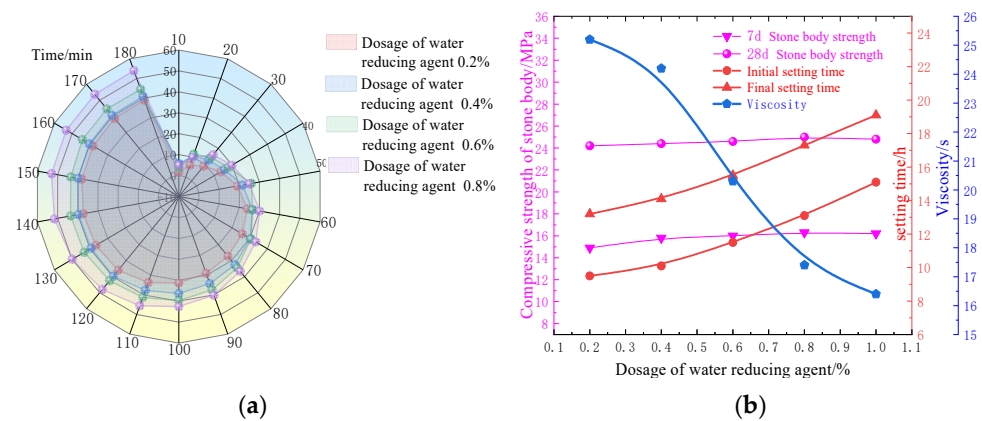 Time/min
10
20
30
40
50
60
70
80
90
100
110
120
130
140
150
160
170
180
60
50
40
30
20
10
Dosage of water
reducing agent 0.2%
Dosage of water
reducing agent 0.4%
Dosage of water
reducing agent 0.6%
Dosage of water
reducing agent 0.8%
(a)
Compressive strength of stone body/MPa
36
34
32
30
28
26
24
22
20
18
16
14
12
10
8
7d Stone body strength
28d Stone body strength
Initial setting time
Final setting time
Viscosity
24
22
20
18
16
14
12
10
8
6
setting time/h
26
25
24
23
22
21
20
19
18
17
16
15
Viscosity/s
0.1 0.2 0.3 0.4 0.5 0.6 0.7 0.8 0.9 1.0 1.1
Dosage of water reducing agent/%
(b)